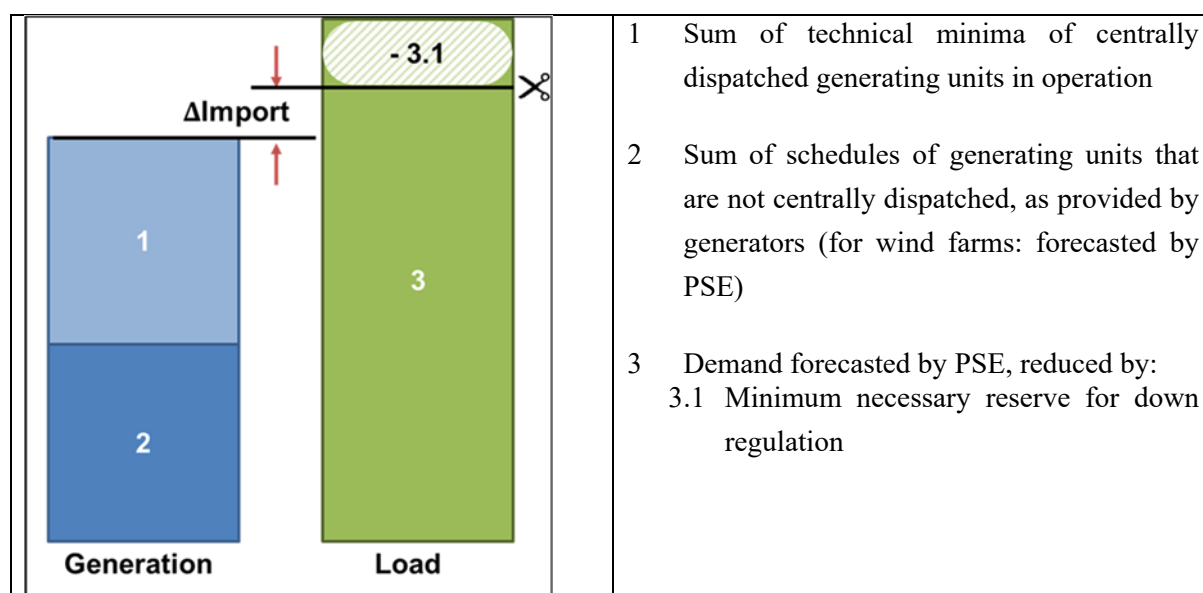 - 3.1
ΔImport
1
3
2
Generation
Load
1 Sum of technical minima of centrally
dispatched generating units in operation
2 Sum of schedules of generating units that
are not centrally dispatched, as provided by
generators (for wind farms: forecasted by
PSE)
3 Demand forecasted by PSE, reduced by:
3.1 Minimum necessary reserve for down
regulation